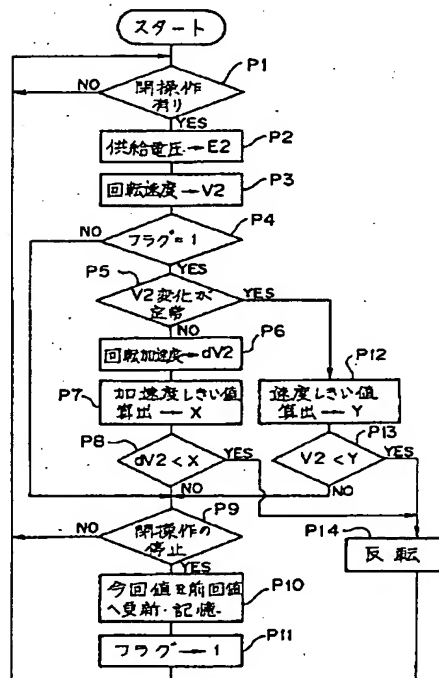 スタート
P1
NO
開操作
有り
YES
P2
供給電圧→E2
P3
回転速度→V2
P4
NO
フラグ=1
YES
P5
V2変化が
定常
YES
NO
P6
回転加速度→dV2
P12
P7
加速度しきい値
算出 → X
速度しきい値
算出 → Y
P8
P13
dV2<X
YES
V2<Y
YES
NO
NO
P9
NO
開操作の
停止
P14
反転
YES
P10
今回値を前回値
へ更新・記憶
P11
フラグ→1